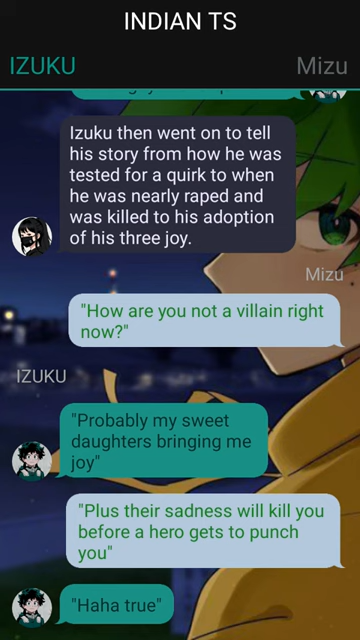 INDIAN TS
IZUKU
Mizu
Izuku then went on to tell
his story from how he was
tested for a quirk to when
he was nearly raped and
was killed to his adoption
of his three joy.
Mizu
"How are you not a villain right
now?"
IZUKU
"Probably my sweet
daughters bringing me
joy"
"Plus their sadness will kill you
before a hero gets to punch
you"
"Haha true"